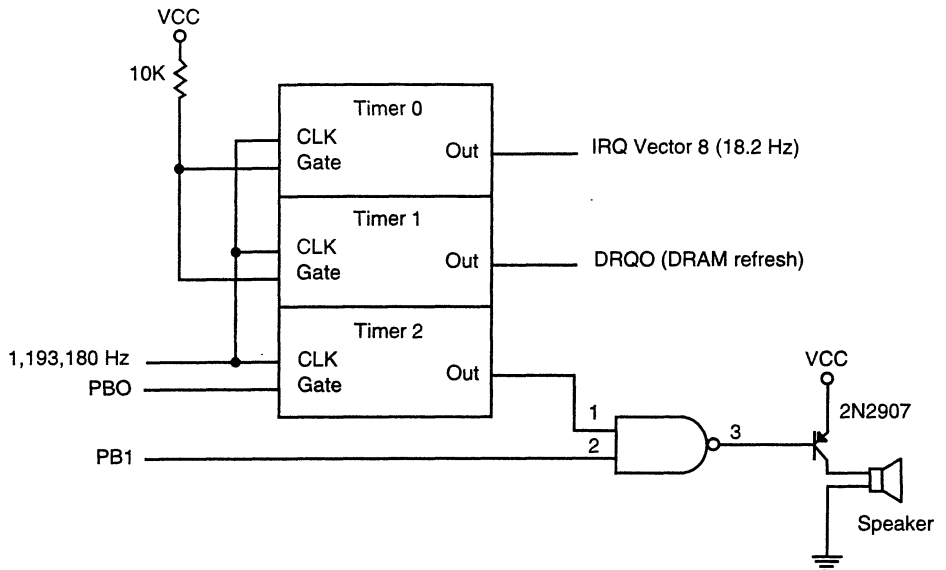 VCC
10K
Timer 0
CLK
Gate
Out
IRQ Vector 8 (18.2 Hz)
Timer 1
CLK
Gate
Out
DRQO (DRAM refresh)
Timer 2
1,193,180 Hz
CLK
PBO
Gate
Out
VCC
2N2907
1
2
3
PB1
Speaker